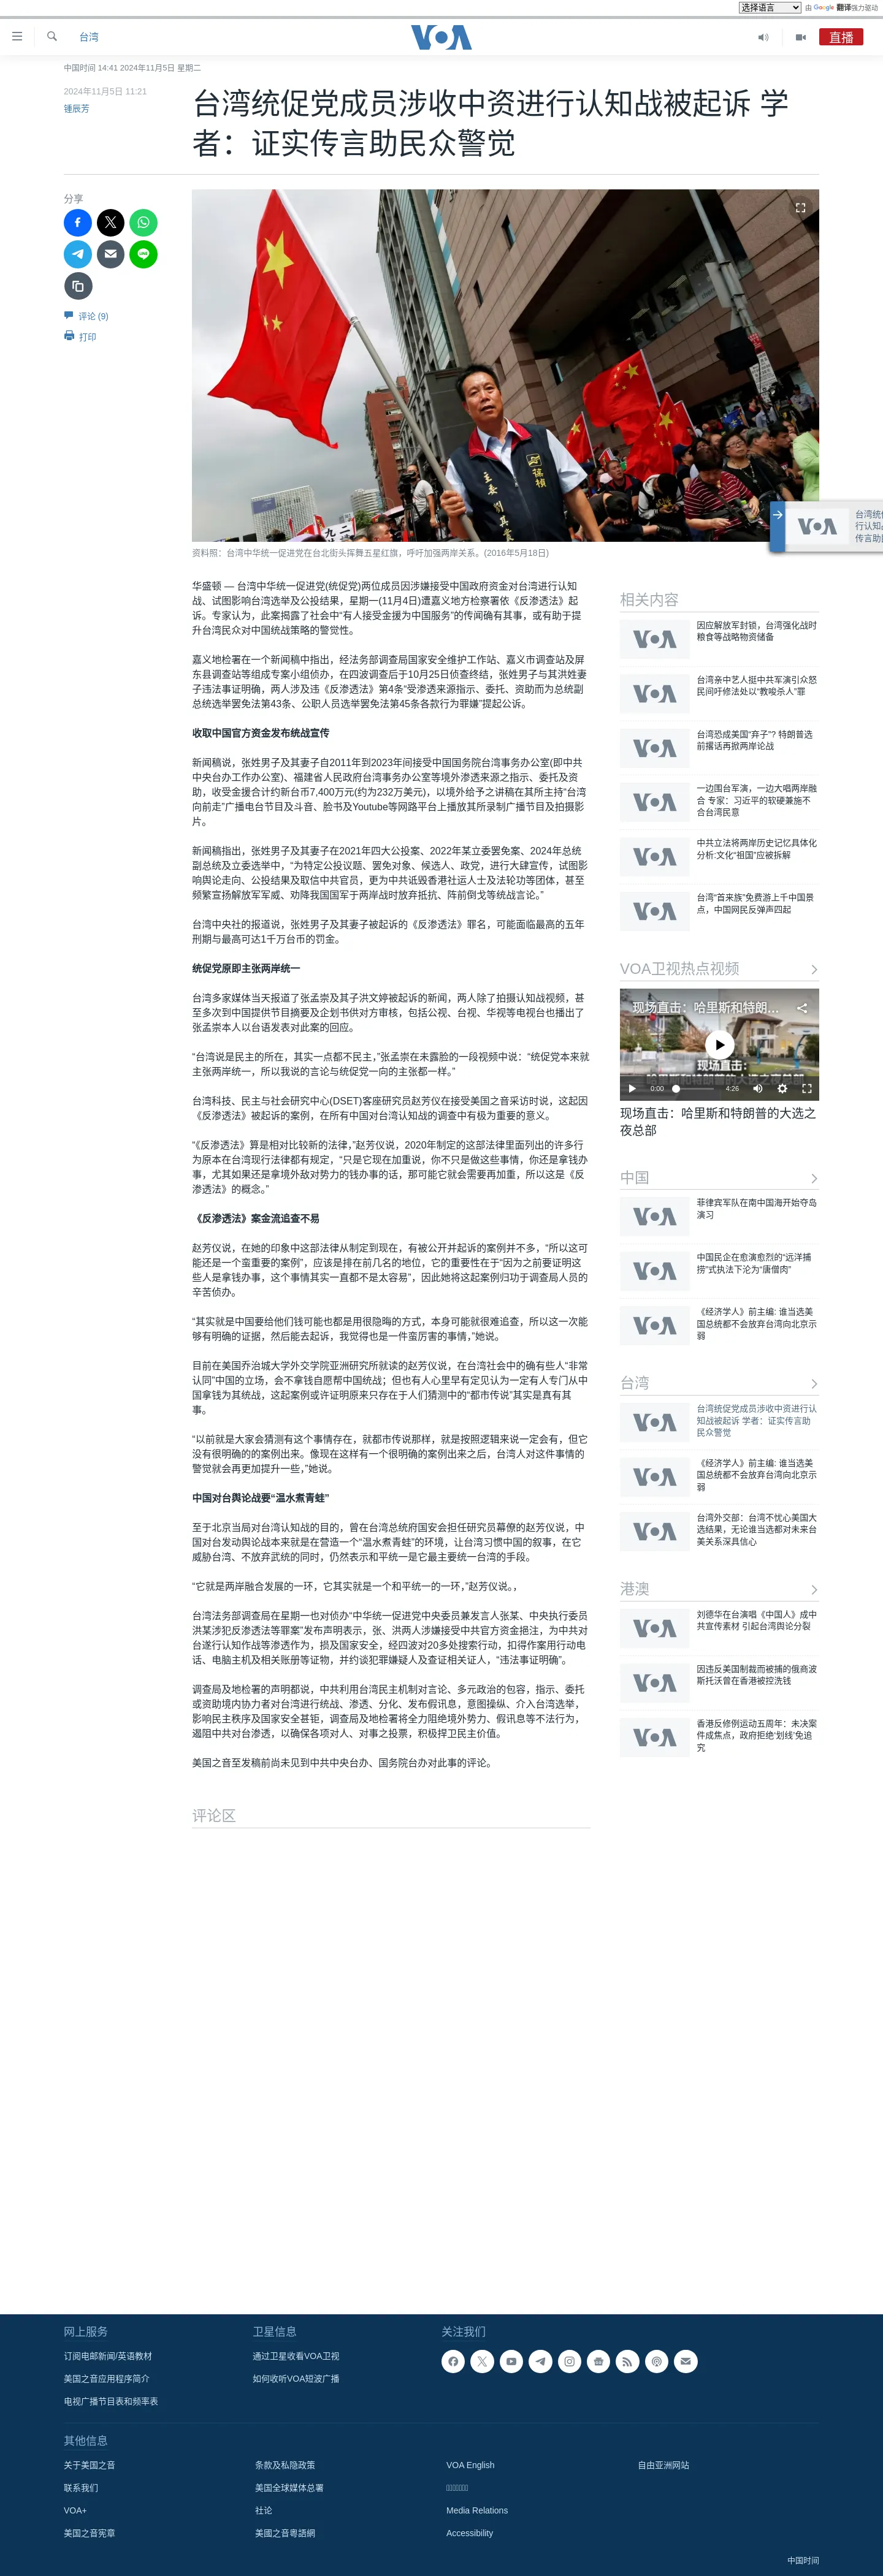 选择语言 由 Google 翻译强力驱动
台湾
VOA
直播
中国时间 14:41 2024年11月5日 星期二
2024年11月5日 11:21
锺辰芳
台湾统促党成员涉收中资进行认知战被起诉 学
者：证实传言助民众警觉
分享
评论 (9)
打印
资料照：台湾中华统一促进党在台北街头挥舞五星红旗，呼吁加强两岸关系。(2016年5月18日)
华盛顿 — 台湾中华统一促进党(统促党)两位成员因涉嫌接受中国政府资金对台湾进行认知
战、试图影响台湾选举及公投结果，星期一(11月4日)遭嘉义地方检察署依《反渗透法》起
诉。专家认为，此案揭露了社会中“有人接受金援为中国服务”的传闻确有其事，或有助于提
升台湾民众对中国统战策略的警觉性。
嘉义地检署在一个新闻稿中指出，经法务部调查局国家安全维护工作站、嘉义市调查站及屏
东县调查站等组成专案小组侦办，在四波调查后于10月25日侦查终结，张姓男子与其洪姓妻
子违法事证明确，两人涉及违《反渗透法》第4条“受渗透来源指示、委托、资助而为总统副
总统选举罢免法第43条、公职人员选举罢免法第45条各款行为罪嫌”提起公诉。
收取中国官方资金发布统战宣传
新闻稿说，张姓男子及其妻子自2011年到2023年间接受中国国务院台湾事务办公室(即中共
中央台办工作办公室)、福建省人民政府台湾事务办公室等境外渗透来源之指示、委托及资
助，收受金援合计约新台币7,400万元(约为232万美元)，以境外给予之讲稿在其所主持“台湾
向前走”广播电台节目及斗音、脸书及Youtube等网路平台上播放其所录制广播节目及拍摄影
片。
新闻稿指出，张姓男子及其妻子在2021年四大公投案、2022年某立委罢免案、2024年总统
副总统及立委选举中，“为特定公投议题、罢免对象、候选人、政党，进行大肆宣传，试图影
响舆论走向、公投结果及取信中共官员，更为中共诋毁香港社运人士及法轮功等团体，甚至
频繁宣扬解放军军威、劝降我国国军于两岸战时放弃抵抗、阵前倒戈等统战言论。”
台湾中央社的报道说，张姓男子及其妻子被起诉的《反渗透法》罪名，可能面临最高的五年
刑期与最高可达1千万台币的罚金。
统促党原即主张两岸统一
台湾多家媒体当天报道了张孟崇及其子洪文婷被起诉的新闻，两人除了拍摄认知战视频，甚
至多次到中国提供节目摘要及企划书供对方审核，包括公视、台视、华视等电视台也播出了
张孟崇本人以台语发表对此案的回应。
“台湾说是民主的所在，其实一点都不民主，”张孟崇在未露脸的一段视频中说：“统促党本来就
主张两岸统一，所以我说的言论与统促党一向的主张都一样。”
台湾科技、民主与社会研究中心(DSET)客座研究员赵芳仪在接受美国之音采访时说，这起因
《反渗透法》被起诉的案例，在所有中国对台湾认知战的调查中有极为重要的意义。
“《反渗透法》算是相对比较新的法律，”赵芳仪说，2020年制定的这部法律里面列出的许多行
为原本在台湾现行法律都有规定，“只是它现在加重说，你不只是做这些事情，你还是拿钱办
事，尤其如果还是拿境外敌对势力的钱办事的话，那可能它就会需要再加重，所以这是《反
渗透法》的概念。”
《反渗透法》案金流追查不易
赵芳仪说，在她的印象中这部法律从制定到现在，有被公开并起诉的案例并不多，“所以这可
能还是一个蛮重要的案例”，应该是排在前几名的地位，它的重要性在于“因为之前要证明这
些人是拿钱办事，这个事情其实一直都不是太容易”，因此她将这起案例归功于调查局人员的
辛苦侦办。
“其实就是中国要给他们钱可能也都是用很隐晦的方式，本身可能就很难追查，所以这一次能
够有明确的证据，然后能去起诉，我觉得也是一件蛮厉害的事情，”她说。
目前在美国乔治城大学外交学院亚洲研究所就读的赵芳仪说，在台湾社会中的确有些人“非常
认同”中国的立场，会不拿钱自愿帮中国统战；但也有人心里早有定见认为一定有人专门从中
国拿钱为其统战，这起案例或许证明原来只存在于人们猜测中的“都市传说”其实是真有其
事。
“以前就是大家会猜测有这个事情存在，就都市传说那样，就是按照逻辑来说一定会有，但它
没有很明确的的案例出来。像现在这样有一个很明确的案例出来之后，台湾人对这件事情的
警觉就会再更加提升一些，”她说。
中国对台舆论战要“温水煮青蛙”
至于北京当局对台湾认知战的目的，曾在台湾总统府国安会担任研究员幕僚的赵芳仪说，中
国对台发动舆论战本来就是在营造一个“温水煮青蛙”的环境，让台湾习惯中国的叙事，在它
威胁台湾、不放弃武统的同时，仍然表示和平统一是它最主要统一台湾的手段。
“它就是两岸融合发展的一环，它其实就是一个和平统一的一环，”赵芳仪说。，
台湾法务部调查局在星期一也对侦办“中华统一促进党中央委员兼发言人张某、中央执行委员
洪某涉犯反渗透法等罪案”发布声明表示，张、洪两人涉嫌接受中共官方资金挹注，为中共对
台遂行认知作战等渗透作为，损及国家安全，经四波对20多处搜索行动，扣得作案用行动电
话、电脑主机及相关账册等证物，并约谈犯罪嫌疑人及查证相关证人，“违法事证明确”。
调查局及地检署的声明都说，中共利用台湾民主机制对言论、多元政治的包容，指示、委托
或资助境内协力者对台湾进行统战、渗透、分化、发布假讯息，意图操纵、介入台湾选举，
影响民主秩序及国家安全甚钜，调查局及地检署将全力阻绝境外势力、假讯息等不法行为，
遏阻中共对台渗透，以确保各项对人、对事之投票，积极捍卫民主价值。
美国之音至发稿前尚未见到中共中央台办、国务院台办对此事的评论。
评论区
相关内容
因应解放军封锁，台湾强化战时
粮食等战略物资储备
台湾亲中艺人挺中共军演引众怒
民间吁修法处以“教唆杀人”罪
台湾恐成美国“弃子”? 特朗普选
前撂话再掀两岸论战
一边围台军演，一边大唱两岸融
合 专家：习近平的软硬兼施不
合台湾民意
中共立法将两岸历史记忆具体化
分析:文化“祖国”应被拆解
台湾“首来族”免费游上千中国景
点，中国网民反弹声四起
VOA卫视热点视频
现场直击：哈里斯和特朗...
现场直击：
0:00 4:26
现场直击：哈里斯和特朗普的大选之
夜总部
中国
菲律宾军队在南中国海开始夺岛
演习
中国民企在愈演愈烈的“远洋捕
捞”式执法下沦为“唐僧肉”
《经济学人》前主编: 谁当选美
国总统都不会放弃台湾向北京示
弱
台湾
台湾统促党成员涉收中资进行认
知战被起诉 学者：证实传言助
民众警觉
《经济学人》前主编: 谁当选美
国总统都不会放弃台湾向北京示
弱
台湾外交部：台湾不忧心美国大
选结果，无论谁当选都对未来台
美关系深具信心
港澳
刘德华在台演唱《中国人》成中
共宣传素材 引起台湾舆论分裂
因违反美国制裁而被捕的俄商波
斯托沃曾在香港被控洗钱
香港反修例运动五周年：未决案
件成焦点，政府拒绝‘划线’免追
究
网上服务
订阅电邮新闻/英语教材
美国之音应用程序简介
电视广播节目表和频率表
卫星信息
通过卫星收看VOA卫视
如何收听VOA短波广播
关注我们
其他信息
关于美国之音
联系我们
VOA+
美国之音宪章
条款及私隐政策
美国全球媒体总署
社论
美國之音粵語網
VOA English
Media Relations
Accessibility
自由亚洲网站
中国时间